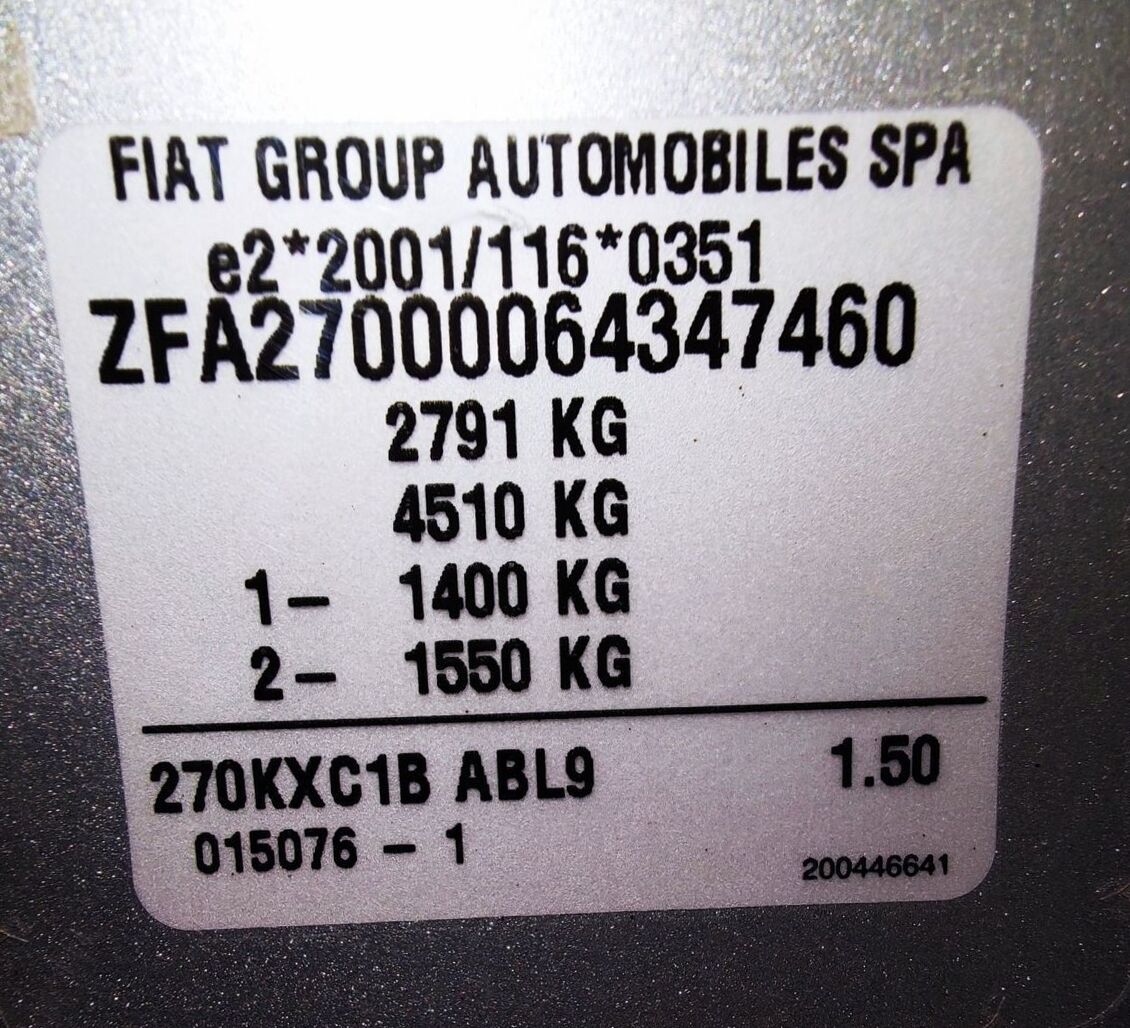 FIAT GROUP AUTOMOBILES SPA
e2*2001/116*0351
ZFA27000064347460
2791 KG
4510 KG
1- 1400 KG
2- 1550 KG
270KXC1B ABL9 1.50
015076 - 1
200446641